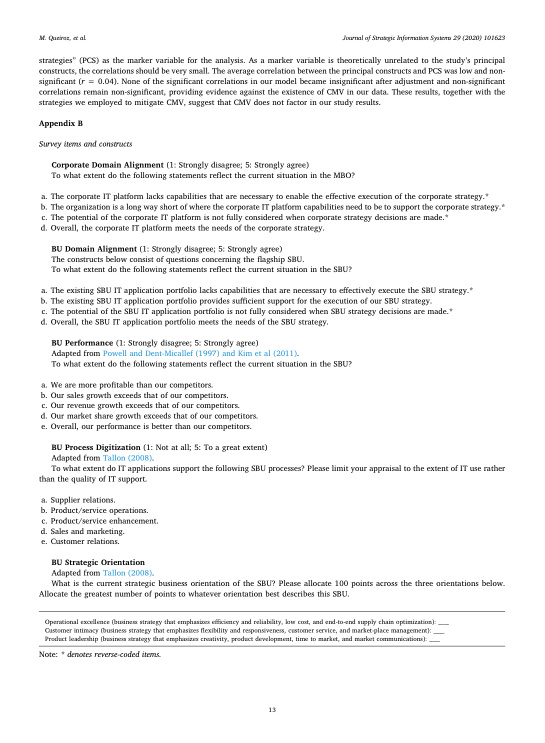 M. Queiroz, et al.
Journal of Strategic Information Systems 29 (2020) 101623
strategies" (PCS) as the marker variable for the analysis. As a marker variable is theoretically unrelated to the study's principal
constructs, the correlations should be very small. The average correlation between the principal constructs and PCS was low and non-
significant (r = 0.04). None of the significant correlations in our model became insignificant after adjustment and non-significant
correlations remain non-significant, providing evidence against the existence of CMV in our data. These results, together with the
strategies we employed to mitigate CMV, suggest that CMV does not factor in our study results.
Appendix B
Survey items and constructs
Corporate Domain Alignment (1: Strongly disagree; 5: Strongly agree)
To what extent do the following statements reflect the current situation in the MBO?
a. The corporate IT platform lacks capabilities that are necessary to enable the effective execution of the corporate strategy.*
b. The organization is a long way short of where the corporate IT platform capabilities need to be to support the corporate strategy.*
c. The potential of the corporate IT platform is not fully considered when corporate strategy decisions are made.*
d. Overall, the corporate IT platform meets the needs of the corporate strategy.
BU Domain Alignment (1: Strongly disagree; 5: Strongly agree)
The constructs below consist of questions concerning the flagship SBU.
To what extent do the following statements reflect the current situation in the SBU?
a. The existing SBU IT application portfolio lacks capabilities that are necessary to effectively execute the SBU strategy.*
b. The existing SBU IT application portfolio provides sufficient support for the execution of our SBU strategy.
c. The potential of the SBU IT application portfolio is not fully considered when SBU strategy decisions are made.*
d. Overall, the SBU IT application portfolio meets the needs of the SBU strategy.
BU Performance (1: Strongly disagree; 5: Strongly agree)
Adapted from Powell and Dent-Micallef (1997) and Kim et al (2011).
To what extent do the following statements reflect the current situation in the SBU?
a. We are more profitable than our competitors.
b. Our sales growth exceeds that of our competitors.
c. Our revenue growth exceeds that of our competitors.
d. Our market share growth exceeds that of our competitors.
e. Overall, our performance is better than our competitors.
BU Process Digitization (1: Not at all; 5: To a great extent)
Adapted from Tallon (2008).
To what extent do IT applications support the following SBU processes? Please limit your appraisal to the extent of IT use rather
than the quality of IT support.
a. Supplier relations.
b. Product/service operations.
c. Product/service enhancement.
d. Sales and marketing.
e. Customer relations.
BU Strategic Orientation
Adapted from Tallon (2008).
What is the current strategic business orientation of the SBU? Please allocate 100 points across the three orientations below.
Allocate the greatest number of points to whatever orientation best describes this SBU.
Operational excellence (business strategy that emphasizes efficiency and reliability, low cost, and end-to-end supply chain optimization): ___
Customer intimacy (business strategy that emphasizes flexibility and responsiveness, customer service, and market-place management): ___
Product leadership (business strategy that emphasizes creativity, product development, time to market, and market communications): ___
Note: * denotes reverse-coded items.
13